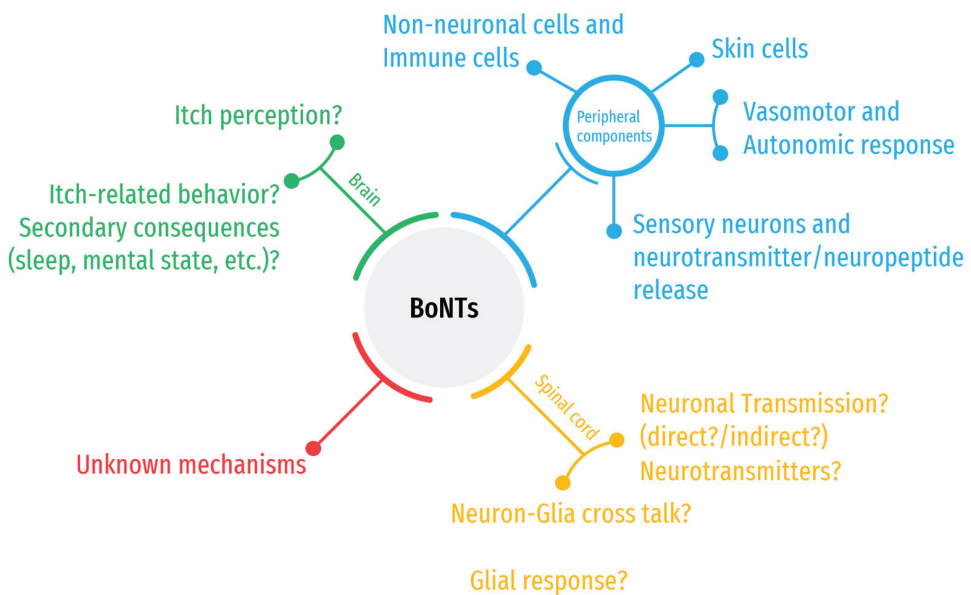 Non-neuronal cells and
Immune cells
Skin cells
Peripheral
components
Vasomotor and
Autonomic response
Sensory neurons and
neurotransmitter/neuropeptide
release
Itch perception?
Brain
Itch-related behavior?
Secondary consequences
(sleep, mental state, etc.)?
BoNTs
Unknown mechanisms
Spinal cord
Neuronal Transmission?
(direct?/indirect?)
Neurotransmitters?
Neuron-Glia cross talk?
Glial response?